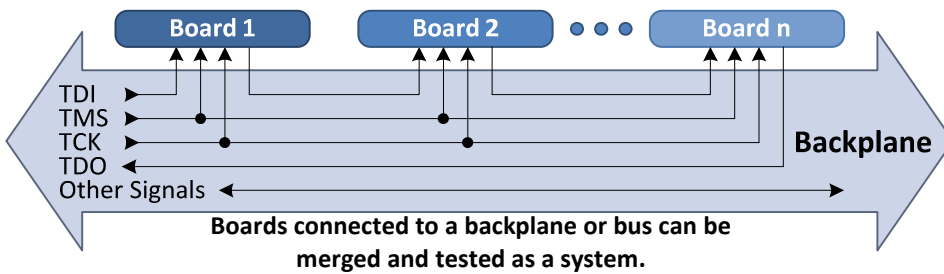 Board 1
Board 2
Board n
TDI
TMS
TCK
TDO
Other Signals
Backplane
Boards connected to a backplane or bus can be
merged and tested as a system.